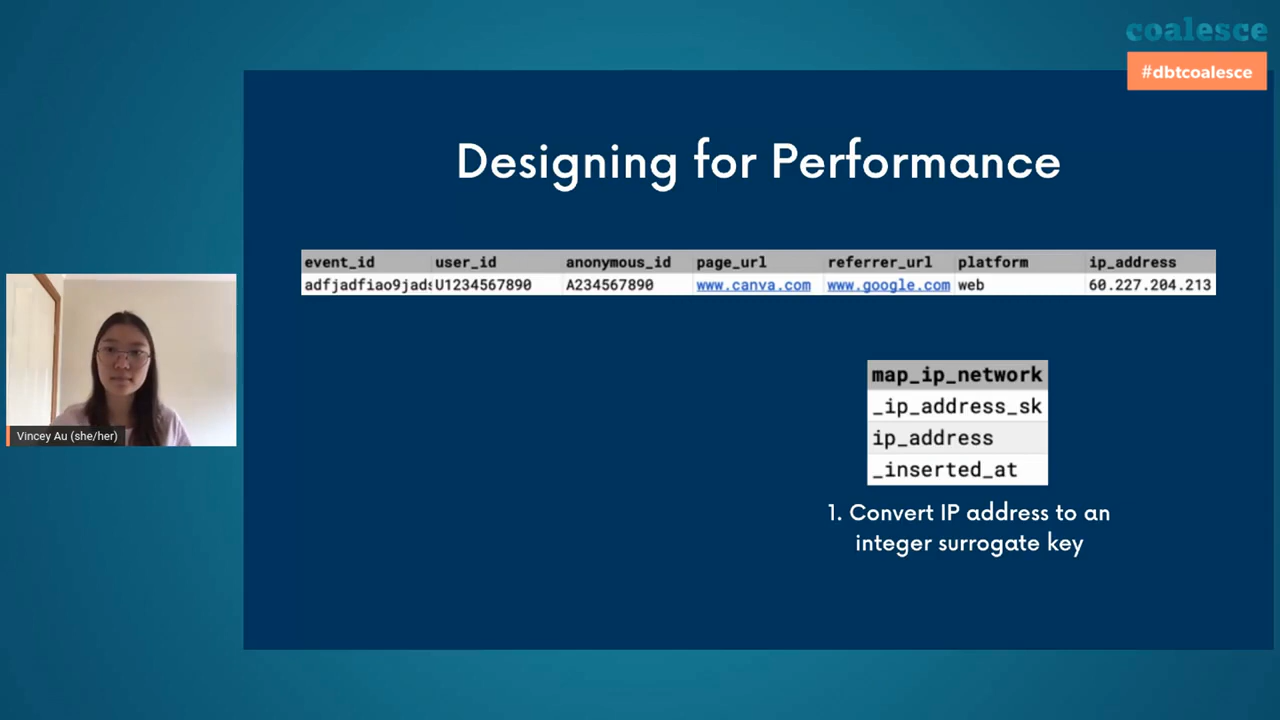 coalesce
#dbtcoalesce
Designing for Performance
event_id user_id anonymous_id page_url referrer_url platform ip_address
adfjadfiao9jads U1234567890 A234567890 www.canva.com www.google.com web 60.227.204.213
map_ip_network
_ip_address_sk
ip_address
_inserted_at
1. Convert IP address to an
integer surrogate key
Vincey Au (she/her)